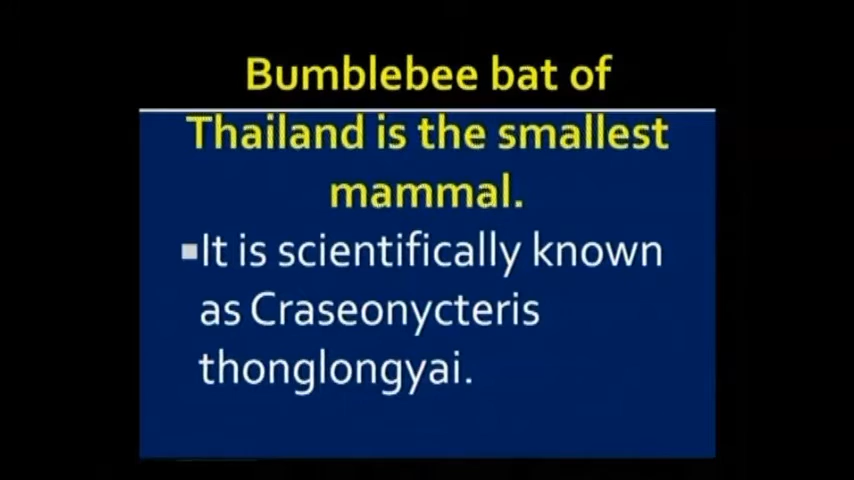 Bumblebee bat of
Thailand is the smallest
mammal.
It is scientifically known
as Craseonycteris
thonglongyai.